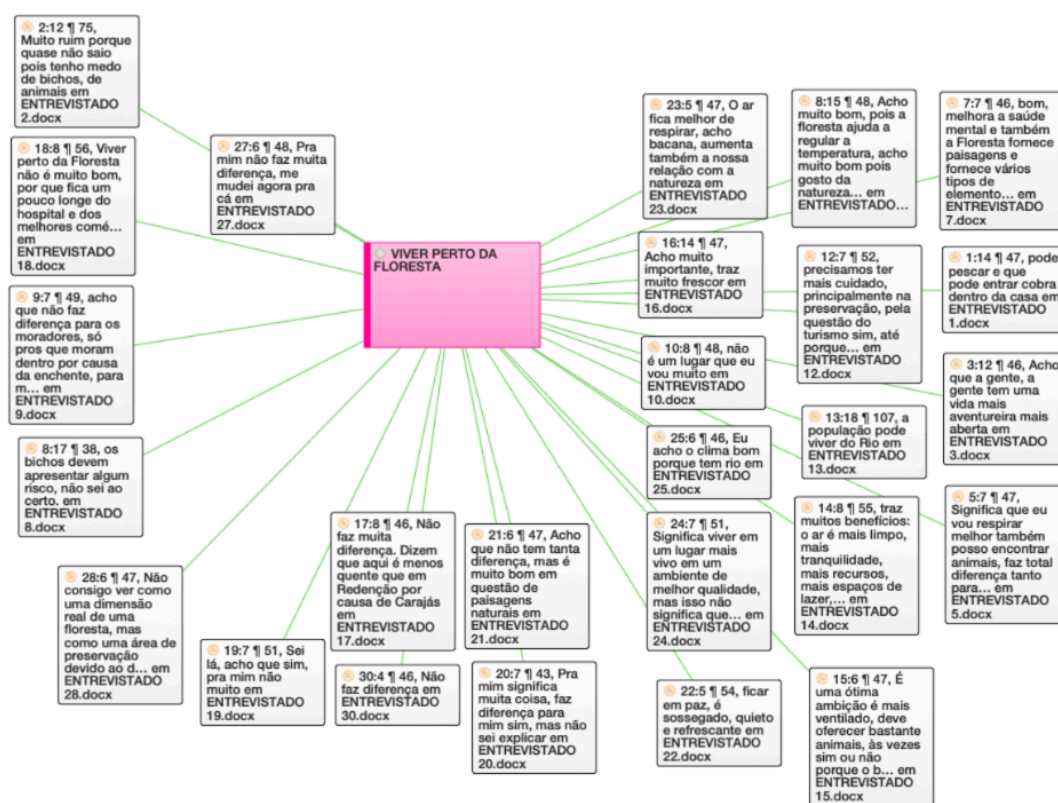 2:12 ¶ 75,
Muito ruim porque
quase não saio
pois tenho medo
de bichos, de
animais em
ENTREVISTADO
2.docx
18:8 ¶ 56, Viver
perto da Floresta
não é muito bom,
por que fica um
pouco longe do
hospital e dos
melhores comé...
em
ENTREVISTADO
18.docx
27:6 ¶ 48, Pra
mim não faz muita
diferença, me
mudei agora pra
cá em
ENTREVISTADO
27.docx
9:7 ¶ 49, acho
que não faz
diferença para os
moradores, só
pros que moram
dentro por causa
da enchente, para
m... em
ENTREVISTADO
9.docx
8:17 ¶ 38, os
bichos devem
apresentar algum
risco, não sei ao
certo. em
ENTREVISTADO
8.docx
28:6 ¶ 47, Não
consigo ver como
uma dimensão
real de uma
floresta, mas
como uma área de
preservação
devido ao d... em
ENTREVISTADO
28.docx
VIVER PERTO DA
FLORESTA
19:7 ¶ 51, Sei
lá, acho que sim,
pra mim não
muito em
ENTREVISTADO
19.docx
17:8 ¶ 46, Não
faz muita
diferença. Dizem
que aqui é menos
quente que em
Redenção por
causa de Carajás
em
ENTREVISTADO
17.docx
30:4 ¶ 46, Não
faz diferença em
ENTREVISTADO
30.docx
21:6 ¶ 47, Acho
que não tem tanta
diferença, mas é
muito bom em
questão de
paisagens
naturais em
ENTREVISTADO
21.docx
20:7 ¶ 43, Pra
mim significa
muita coisa, faz
diferença para
mim sim, mas não
sei explicar em
ENTREVISTADO
20.docx
23:5 ¶ 47, O ar
fica melhor de
respirar, acho
bacana, aumenta
também a nossa
relação com a
natureza em
ENTREVISTADO
23.docx
8:15 ¶ 48, Acho
muito bom, pois a
floresta ajuda a
regular a
temperatura, acho
muito bom pois
gosto da
natureza... em
ENTREVISTADO...
7:7 ¶ 46, bom,
melhora a saúde
mental e também
a Floresta fornece
paisagens e
fornece vários
tipos de
elemento... em
ENTREVISTADO
7.docx
16:14 ¶ 47,
Acho muito
importante, traz
muito frescor em
ENTREVISTADO
16.docx
12:7 ¶ 52,
precisamos ter
mais cuidado,
principalmente na
preservação, pela
questão do
turismo sim, até
porque... em
ENTREVISTADO
12.docx
1:14 ¶ 47, pode
pescar e que
pode entrar cobra
dentro da casa em
ENTREVISTADO
1.docx
10:8 ¶ 48, não
é um lugar que eu
vou muito em
ENTREVISTADO
10.docx
3:12 ¶ 46, Acho
que a gente, a
gente tem uma
vida mais
aventureira mais
aberta em
ENTREVISTADO
3.docx
13:18 ¶ 107, a
população pode
viver do Rio em
ENTREVISTADO
13.docx
25:6 ¶ 46, Eu
acho o clima bom
porque tem rio em
ENTREVISTADO
25.docx
5:7 ¶ 47,
Significa que eu
vou respirar
melhor também
posso encontrar
animais, faz total
diferença tanto
para... em
ENTREVISTADO
5.docx
14:8 ¶ 55, traz
muitos benefícios:
o ar é mais limpo,
mais
tranquilidade,
mais recursos,
mais espaços de
lazer,... em
ENTREVISTADO
14.docx
24:7 ¶ 51,
Significa viver em
um lugar mais
vivo em um
ambiente de
melhor qualidade,
mas isso não
significa que... em
ENTREVISTADO
24.docx
22:5 ¶ 54, ficar
em paz, é
sossegado, quieto
e refrescante em
ENTREVISTADO
22.docx
15:6 ¶ 47, É
uma ótima
ambição é mais
ventilado, deve
oferecer bastante
animais, às vezes
sim ou não
porque o b... em
ENTREVISTADO
15.docx